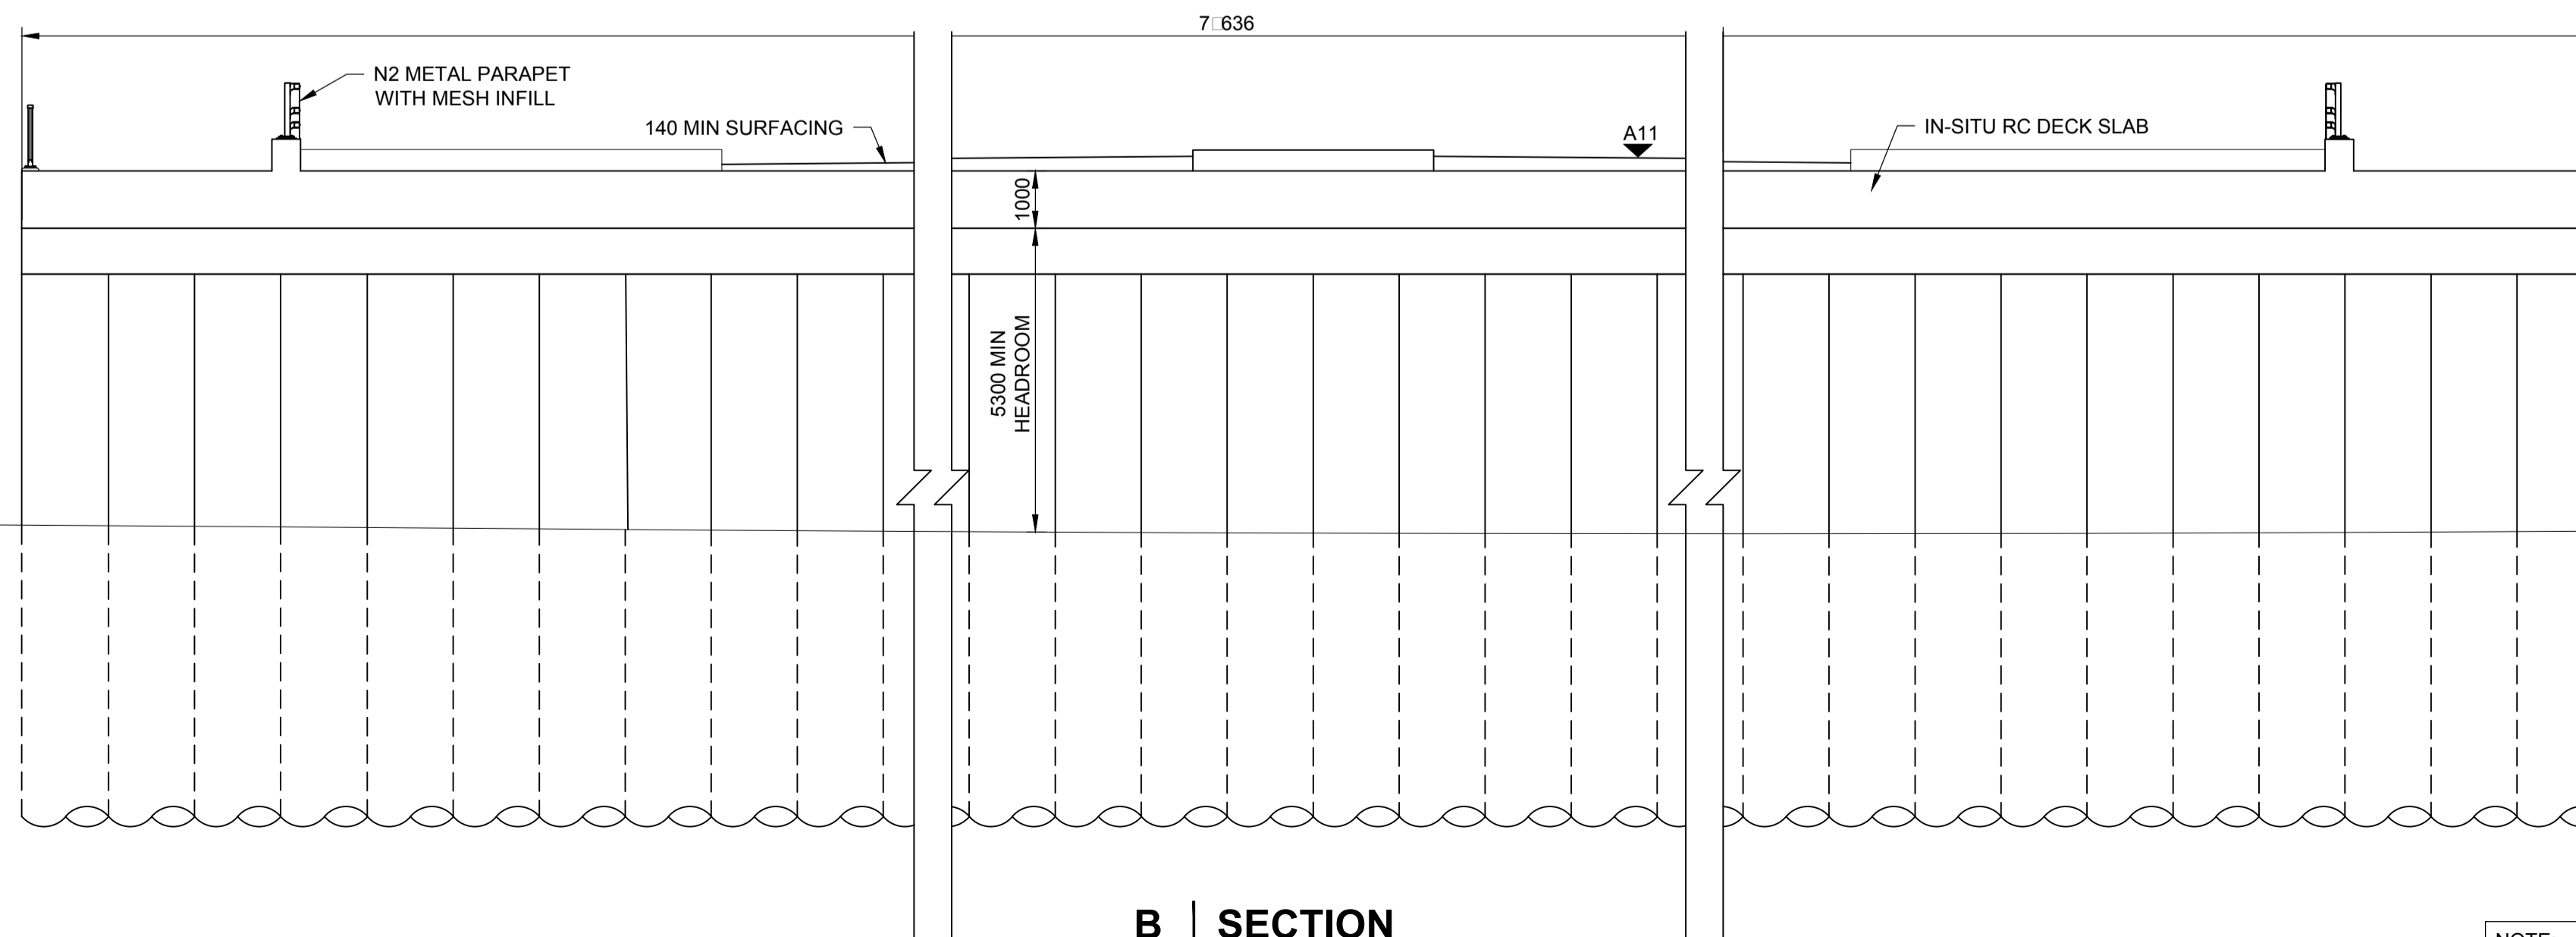 7□636
N2 METAL PARAPET
WITH MESH INFILL
140 MIN SURFACING
A11
IN-SITU RC DECK SLAB
1000
5300 MIN
HEADROOM
B SECTION
NOTE